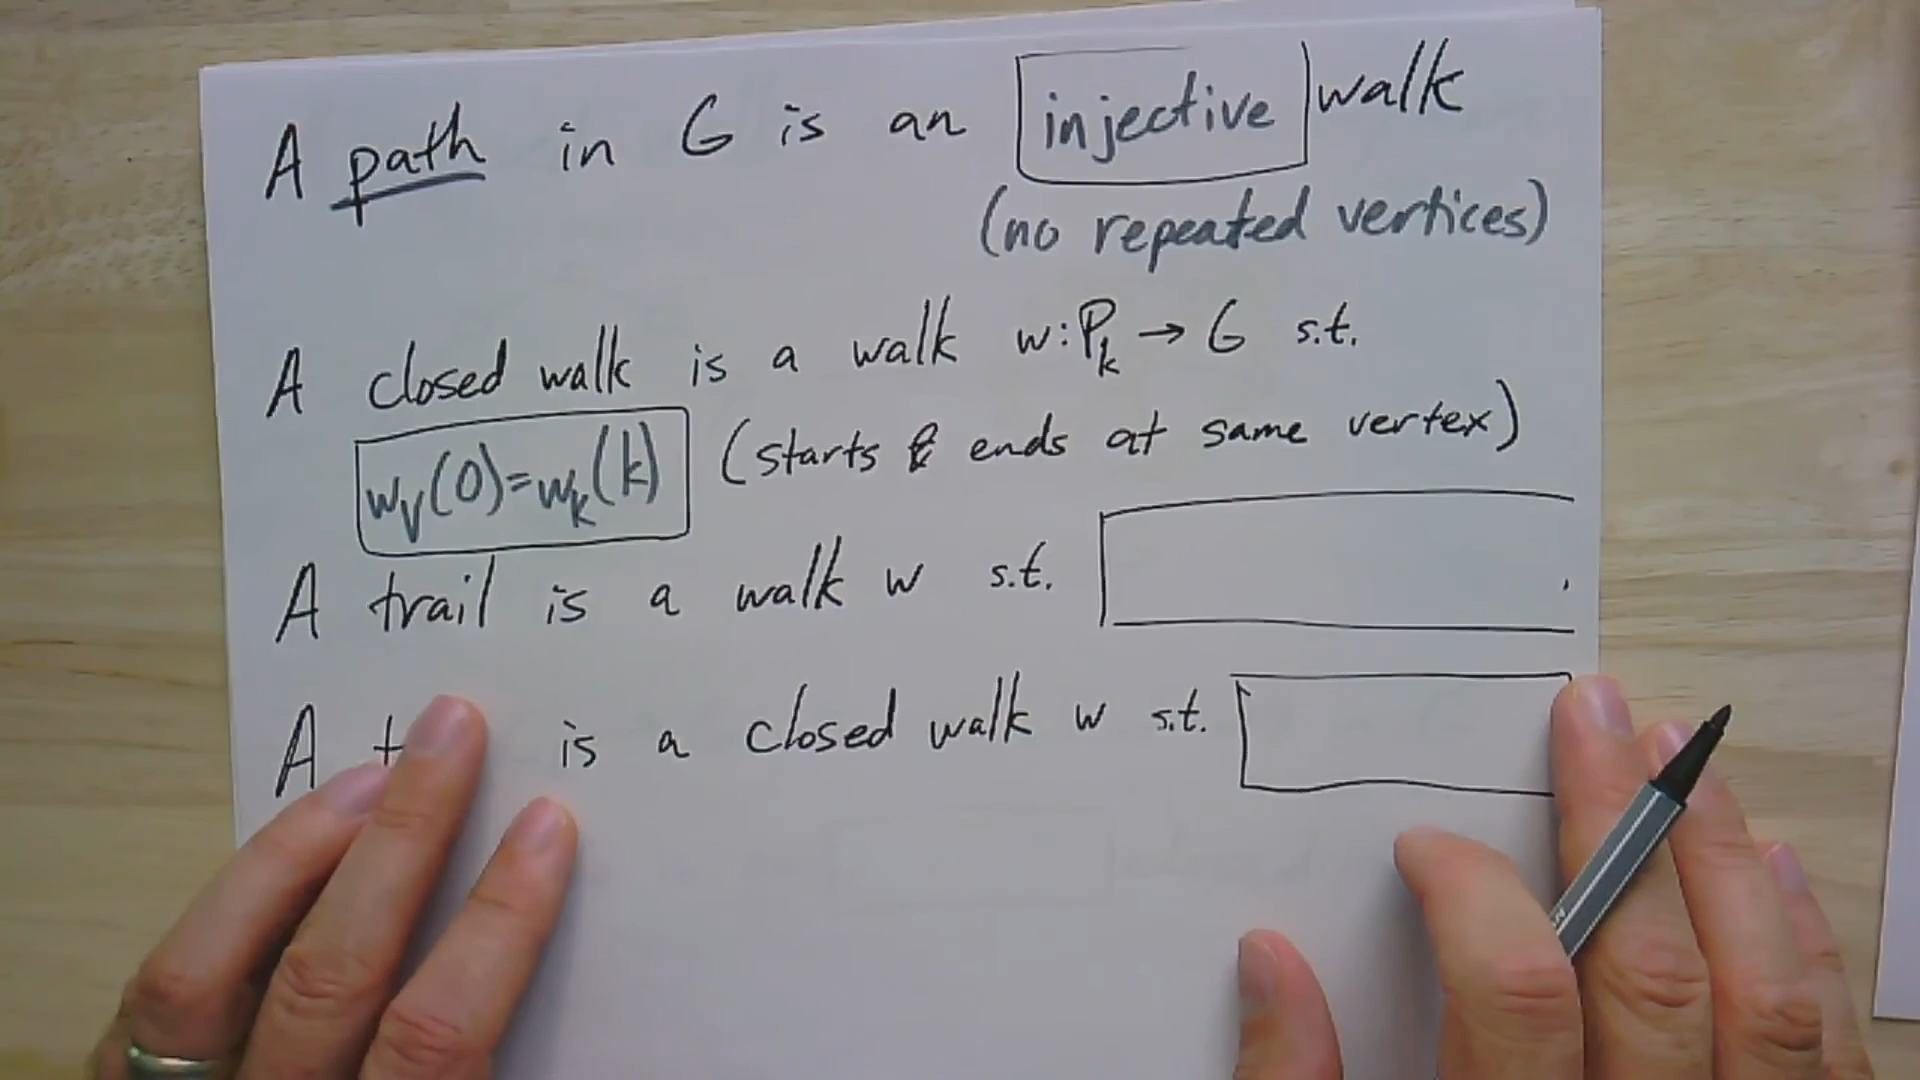 A path in G is an injective walk
(no repeated vertices)
A closed walk is a walk w: P_k → G s.t.
w_V(0)=w_k(k) (starts & ends at same vertex)
A trail is a walk w s.t.
A is a closed walk w s.t.